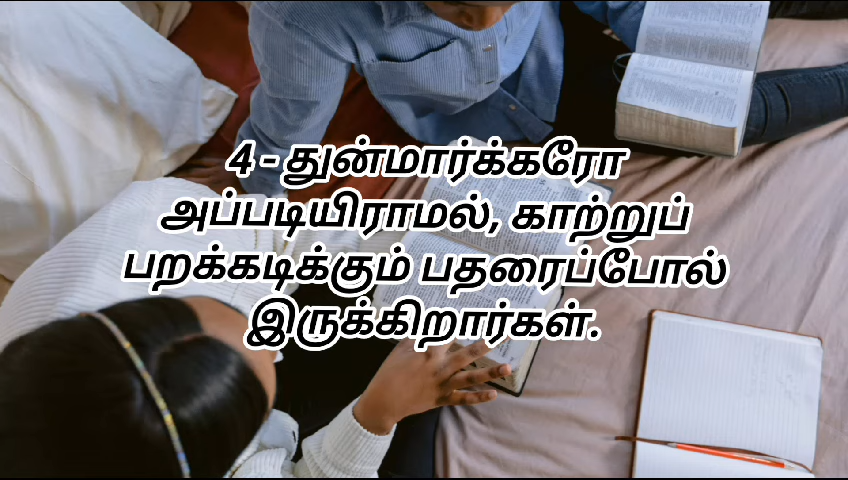 4 - துன்மார்க்கரோ
அப்படியிராமல், காற்றுப்
பறக்கடிக்கும் பதரைப்போல்
இருக்கிறார்கள்.